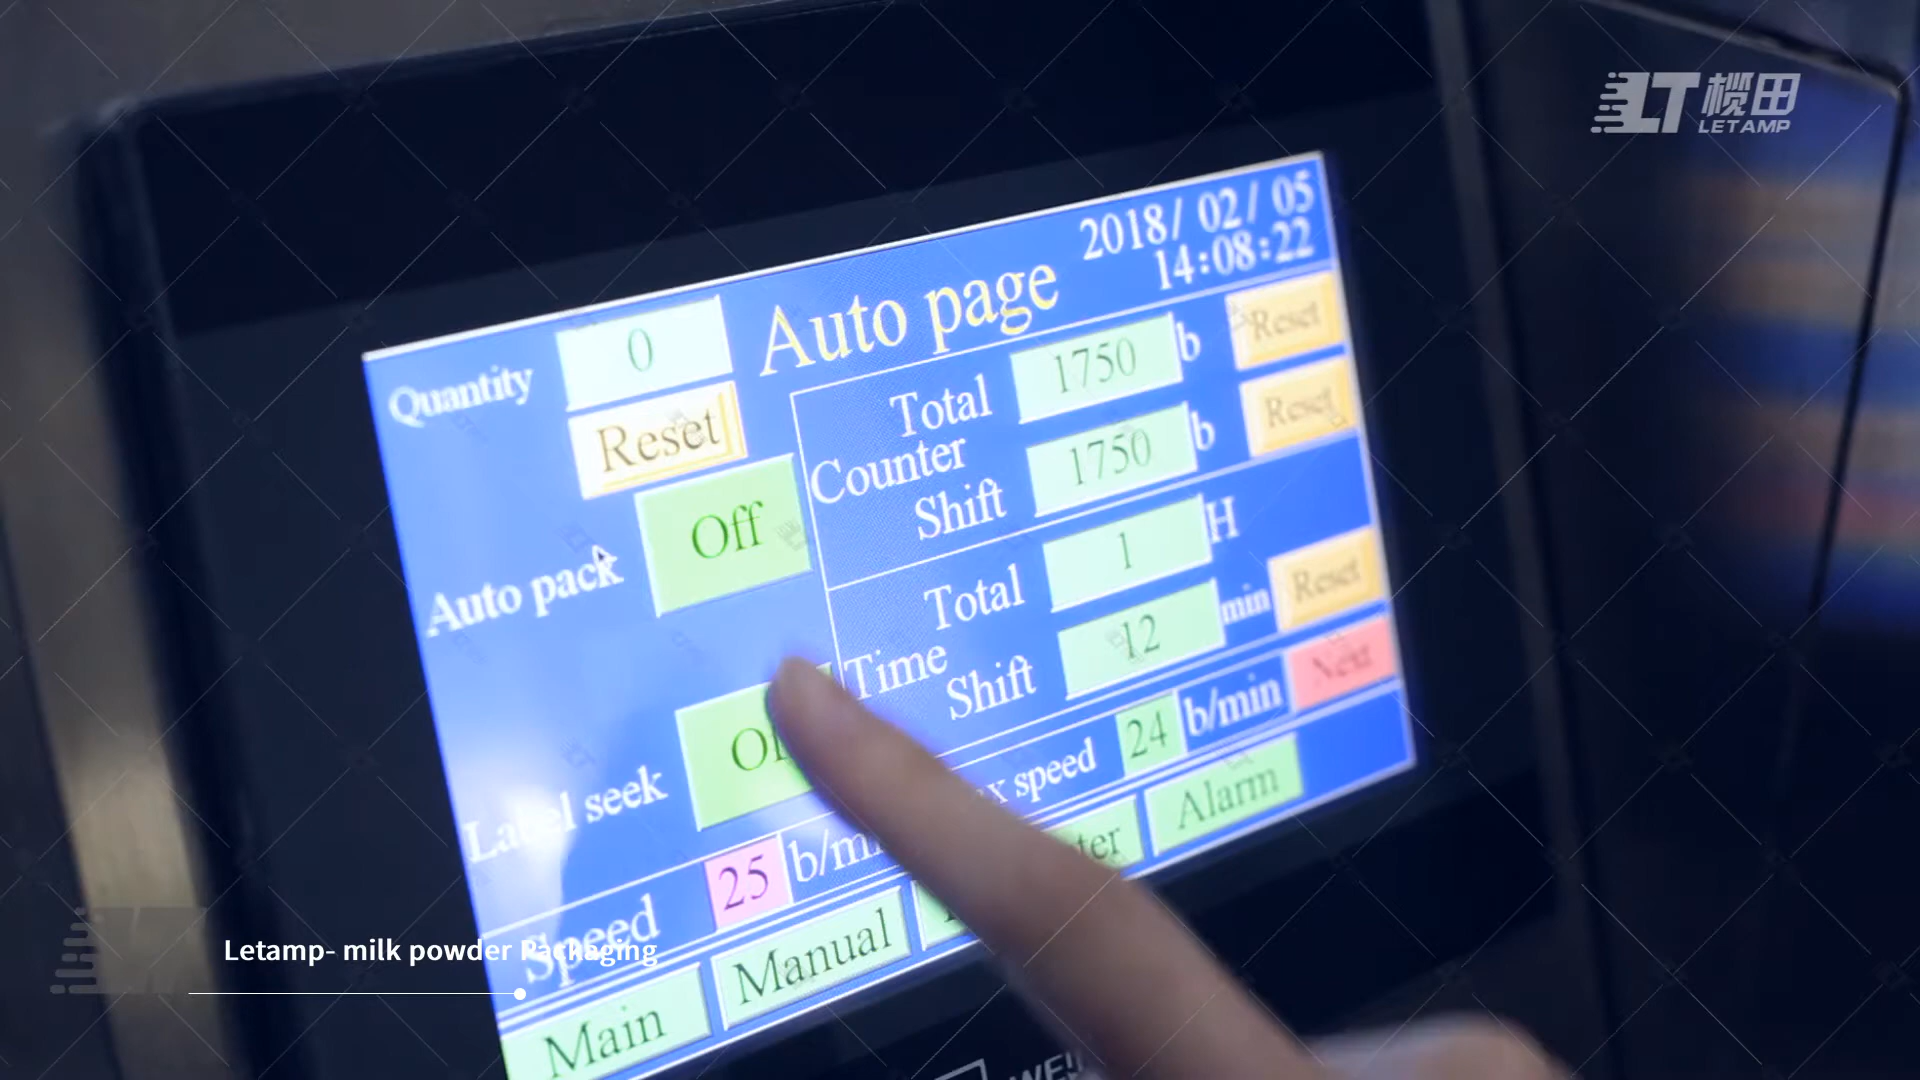 LT 榄田
LETAMP
2018/ 02/ 05
14:08:22
Auto page
Quantity 0
Reset
Total 1750 b Reset
Counter
Shift 1750 b Reset
Auto pack Off
Total 1 H
Time
Shift 12 min Reset
Label seek
speed 24 b/min Next
Speed 25
Main
Manual
Alarm
Letamp- milk powder Packaging